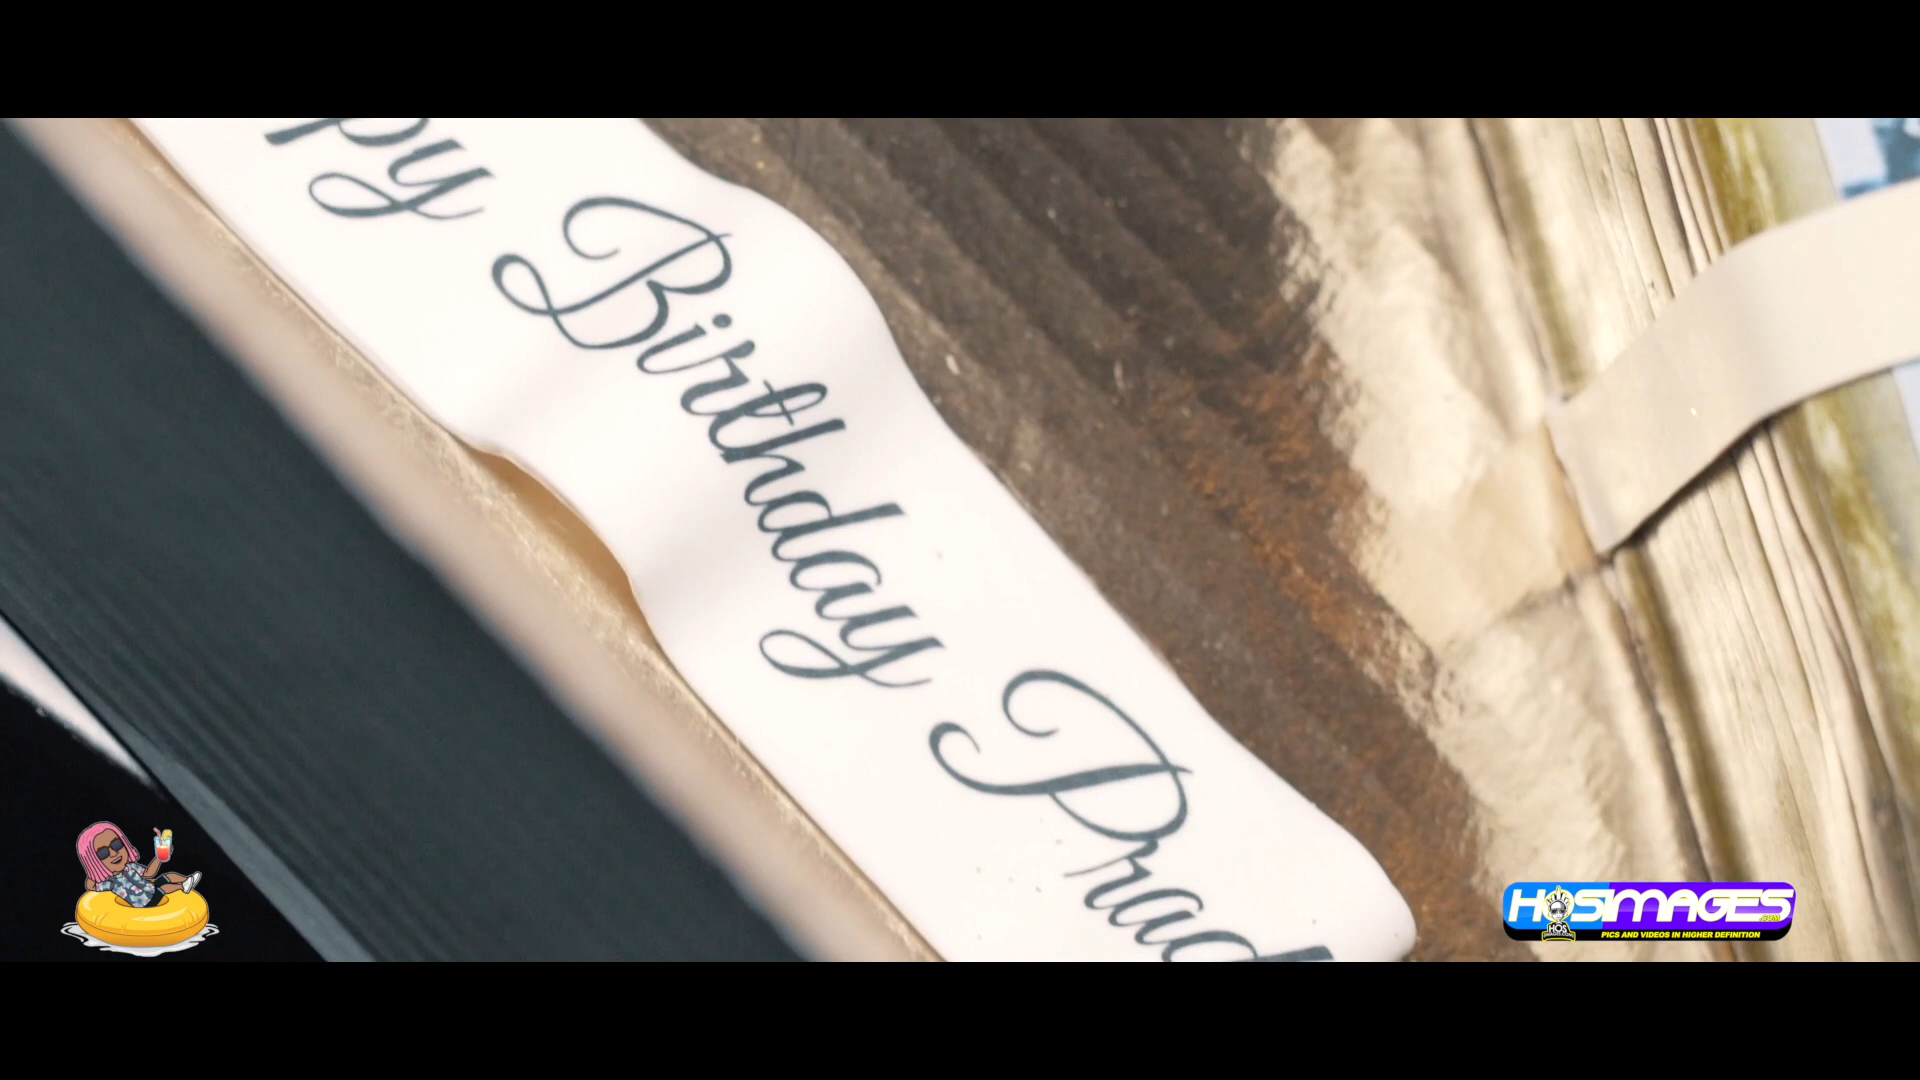 py Birthday Prad
HOSIMAGES
.COM
HOS
PICS AND VIDEOS IN HIGHER DEFINITION